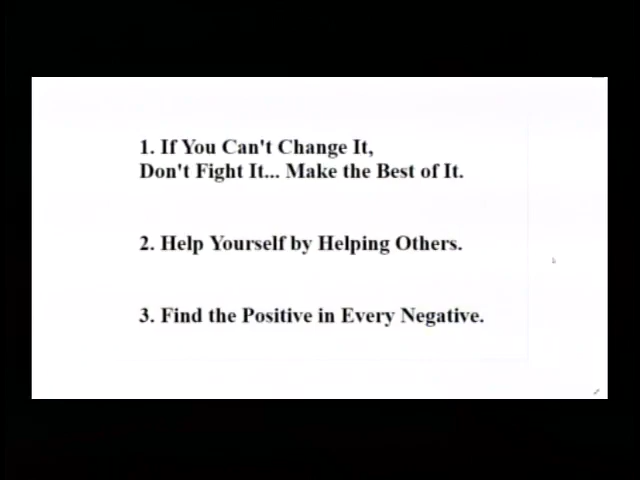 1. If You Can't Change It,
Don't Fight It... Make the Best of It.
2. Help Yourself by Helping Others.
3. Find the Positive in Every Negative.